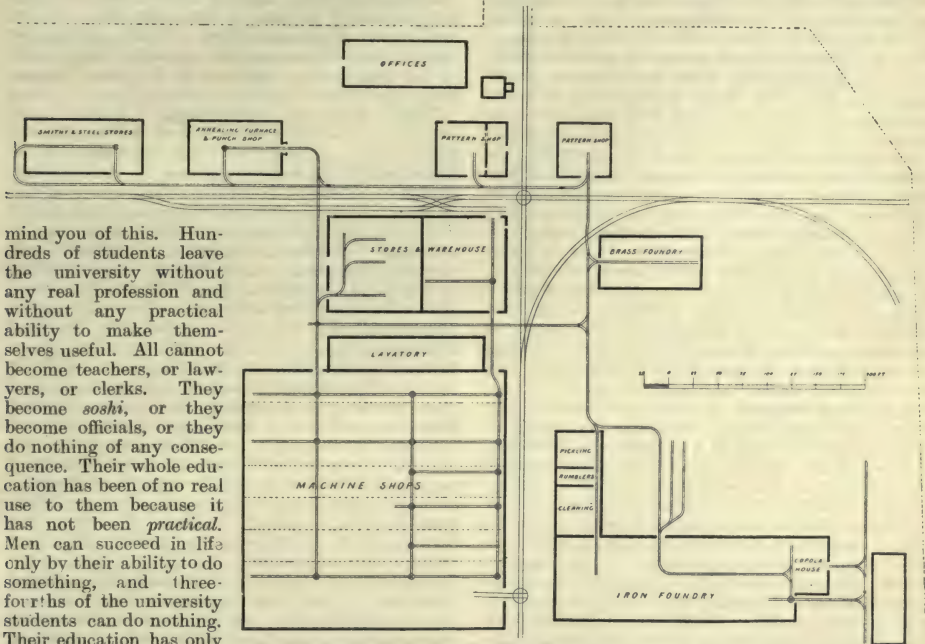 OFFICES
SMITHY & STEEL STORES
ANNEALING FURNACE
& PUNCH SHOP
PATTERN SHOP
PATTERN SHOP
STORES & WAREHOUSE
BRASS FOUNDRY
LAVATORY
MACHINE SHOPS
PICKLING
RUMBLERS
CLEANING
CUPOLA
HOUSE
IRON FOUNDRY
mind you of this. Hun-
dreds of students leave
the university without
any real profession and
without any practical
ability to make them-
selves useful. All cannot
become teachers, or law-
yers, or clerks. They
become soshi, or they
become officials, or they
do nothing of any conse-
quence. Their whole edu-
cation has been of no real
use to them because it
has not been practical.
Men can succeed in life
only by their ability to do
something, and three-
fourths of the university
students can do nothing.
Their education has only